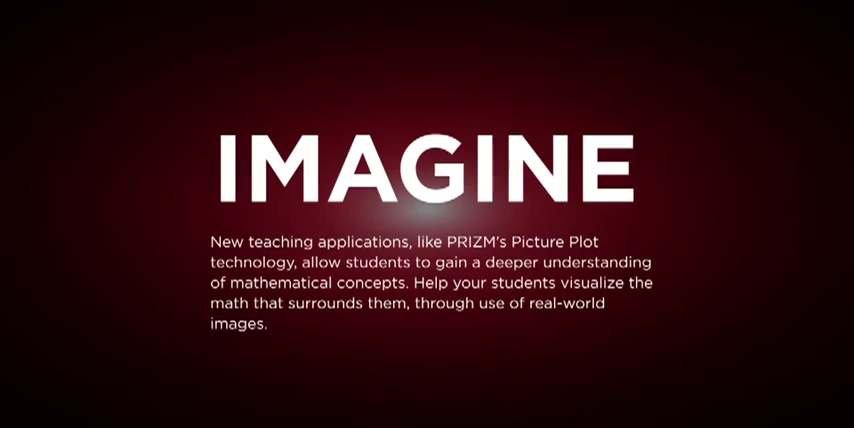 IMAGINE
New teaching applications, like PRIZM's Picture Plot
technology, allow students to gain a deeper understanding
of mathematical concepts. Help your students visualize the
math that surrounds them, through use of real-world
images.